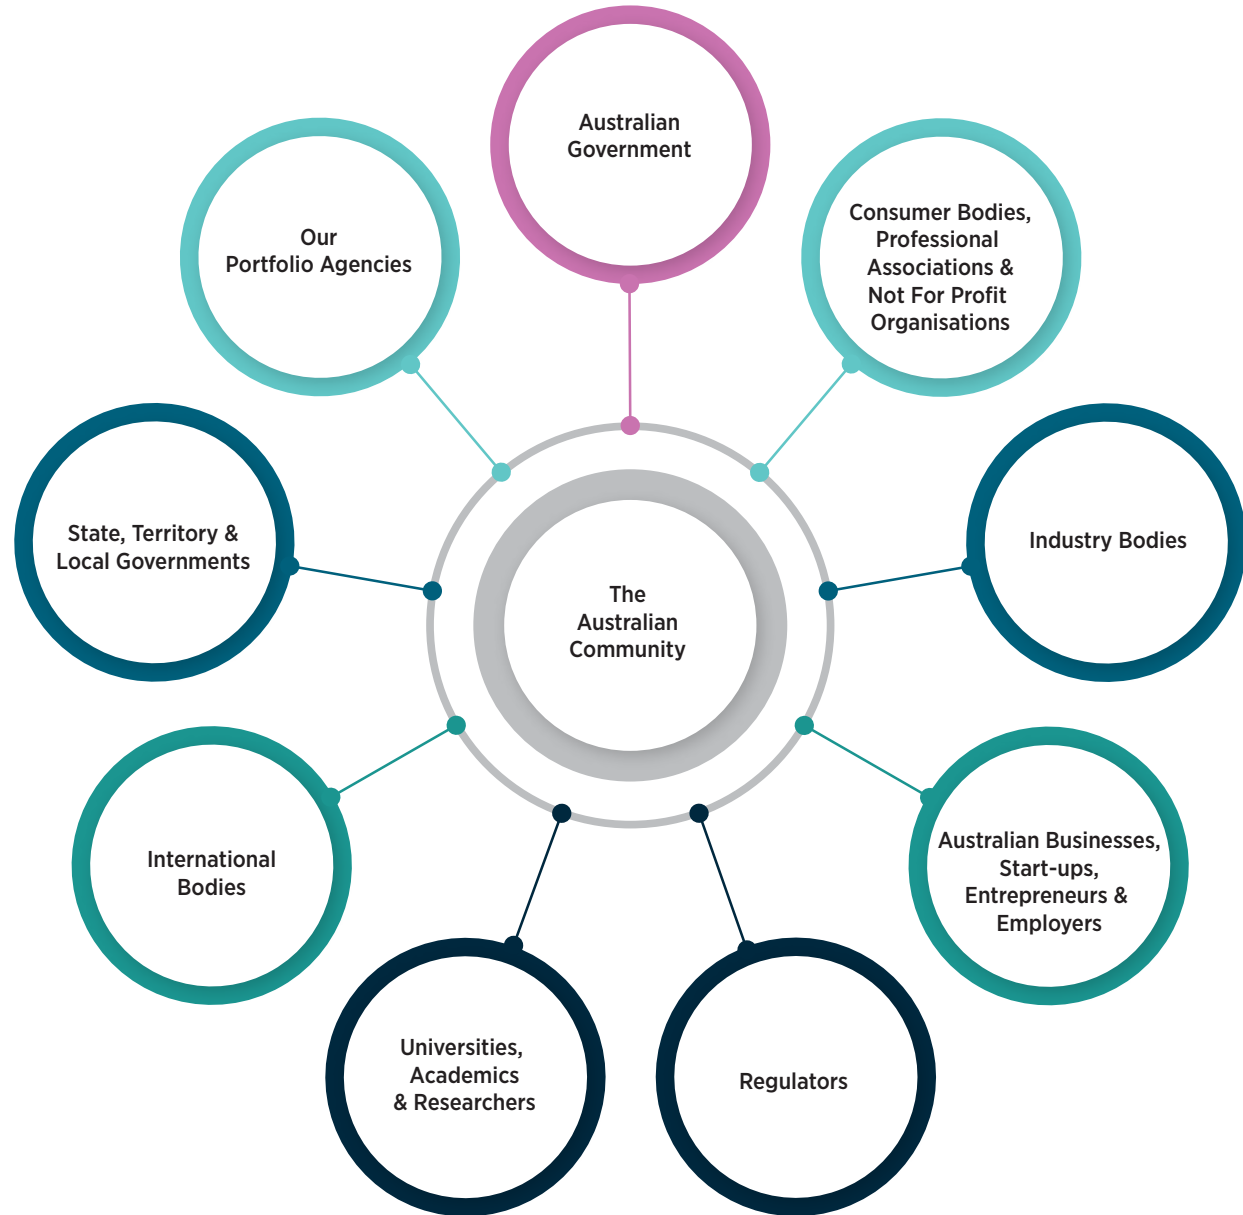 Australian
Government
Consumer Bodies,
Professional
Associations &
Not For Profit
Organisations
Our
Portfolio Agencies
State, Territory &
Local Governments
Industry Bodies
The
Australian
Community
International
Bodies
Australian Businesses,
Start-ups,
Entrepreneurs &
Employers
Universities,
Academics
& Researchers
Regulators